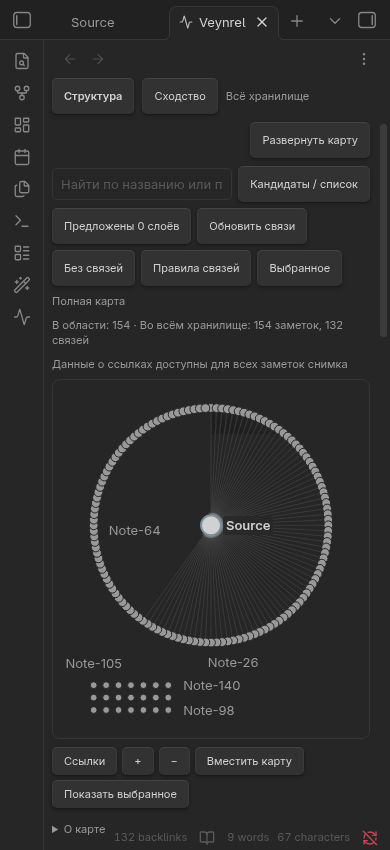 Source
Veynrel
Структура
Сходство
Всё хранилище
Развернуть карту
Найти по названию или п
Кандидаты / список
Предложены 0 слоёв
Обновить связи
Без связей
Правила связей
Выбранное
Полная карта
В области: 154 · Во всём хранилище: 154 заметок, 132
связей
Данные о ссылках доступны для всех заметок снимка
Note-64
Source
Note-105
Note-26
Note-140
Note-98
Ссылки
+
−
Вместить карту
Показать выбранное
О карте
132 backlinks
9 words
67 characters